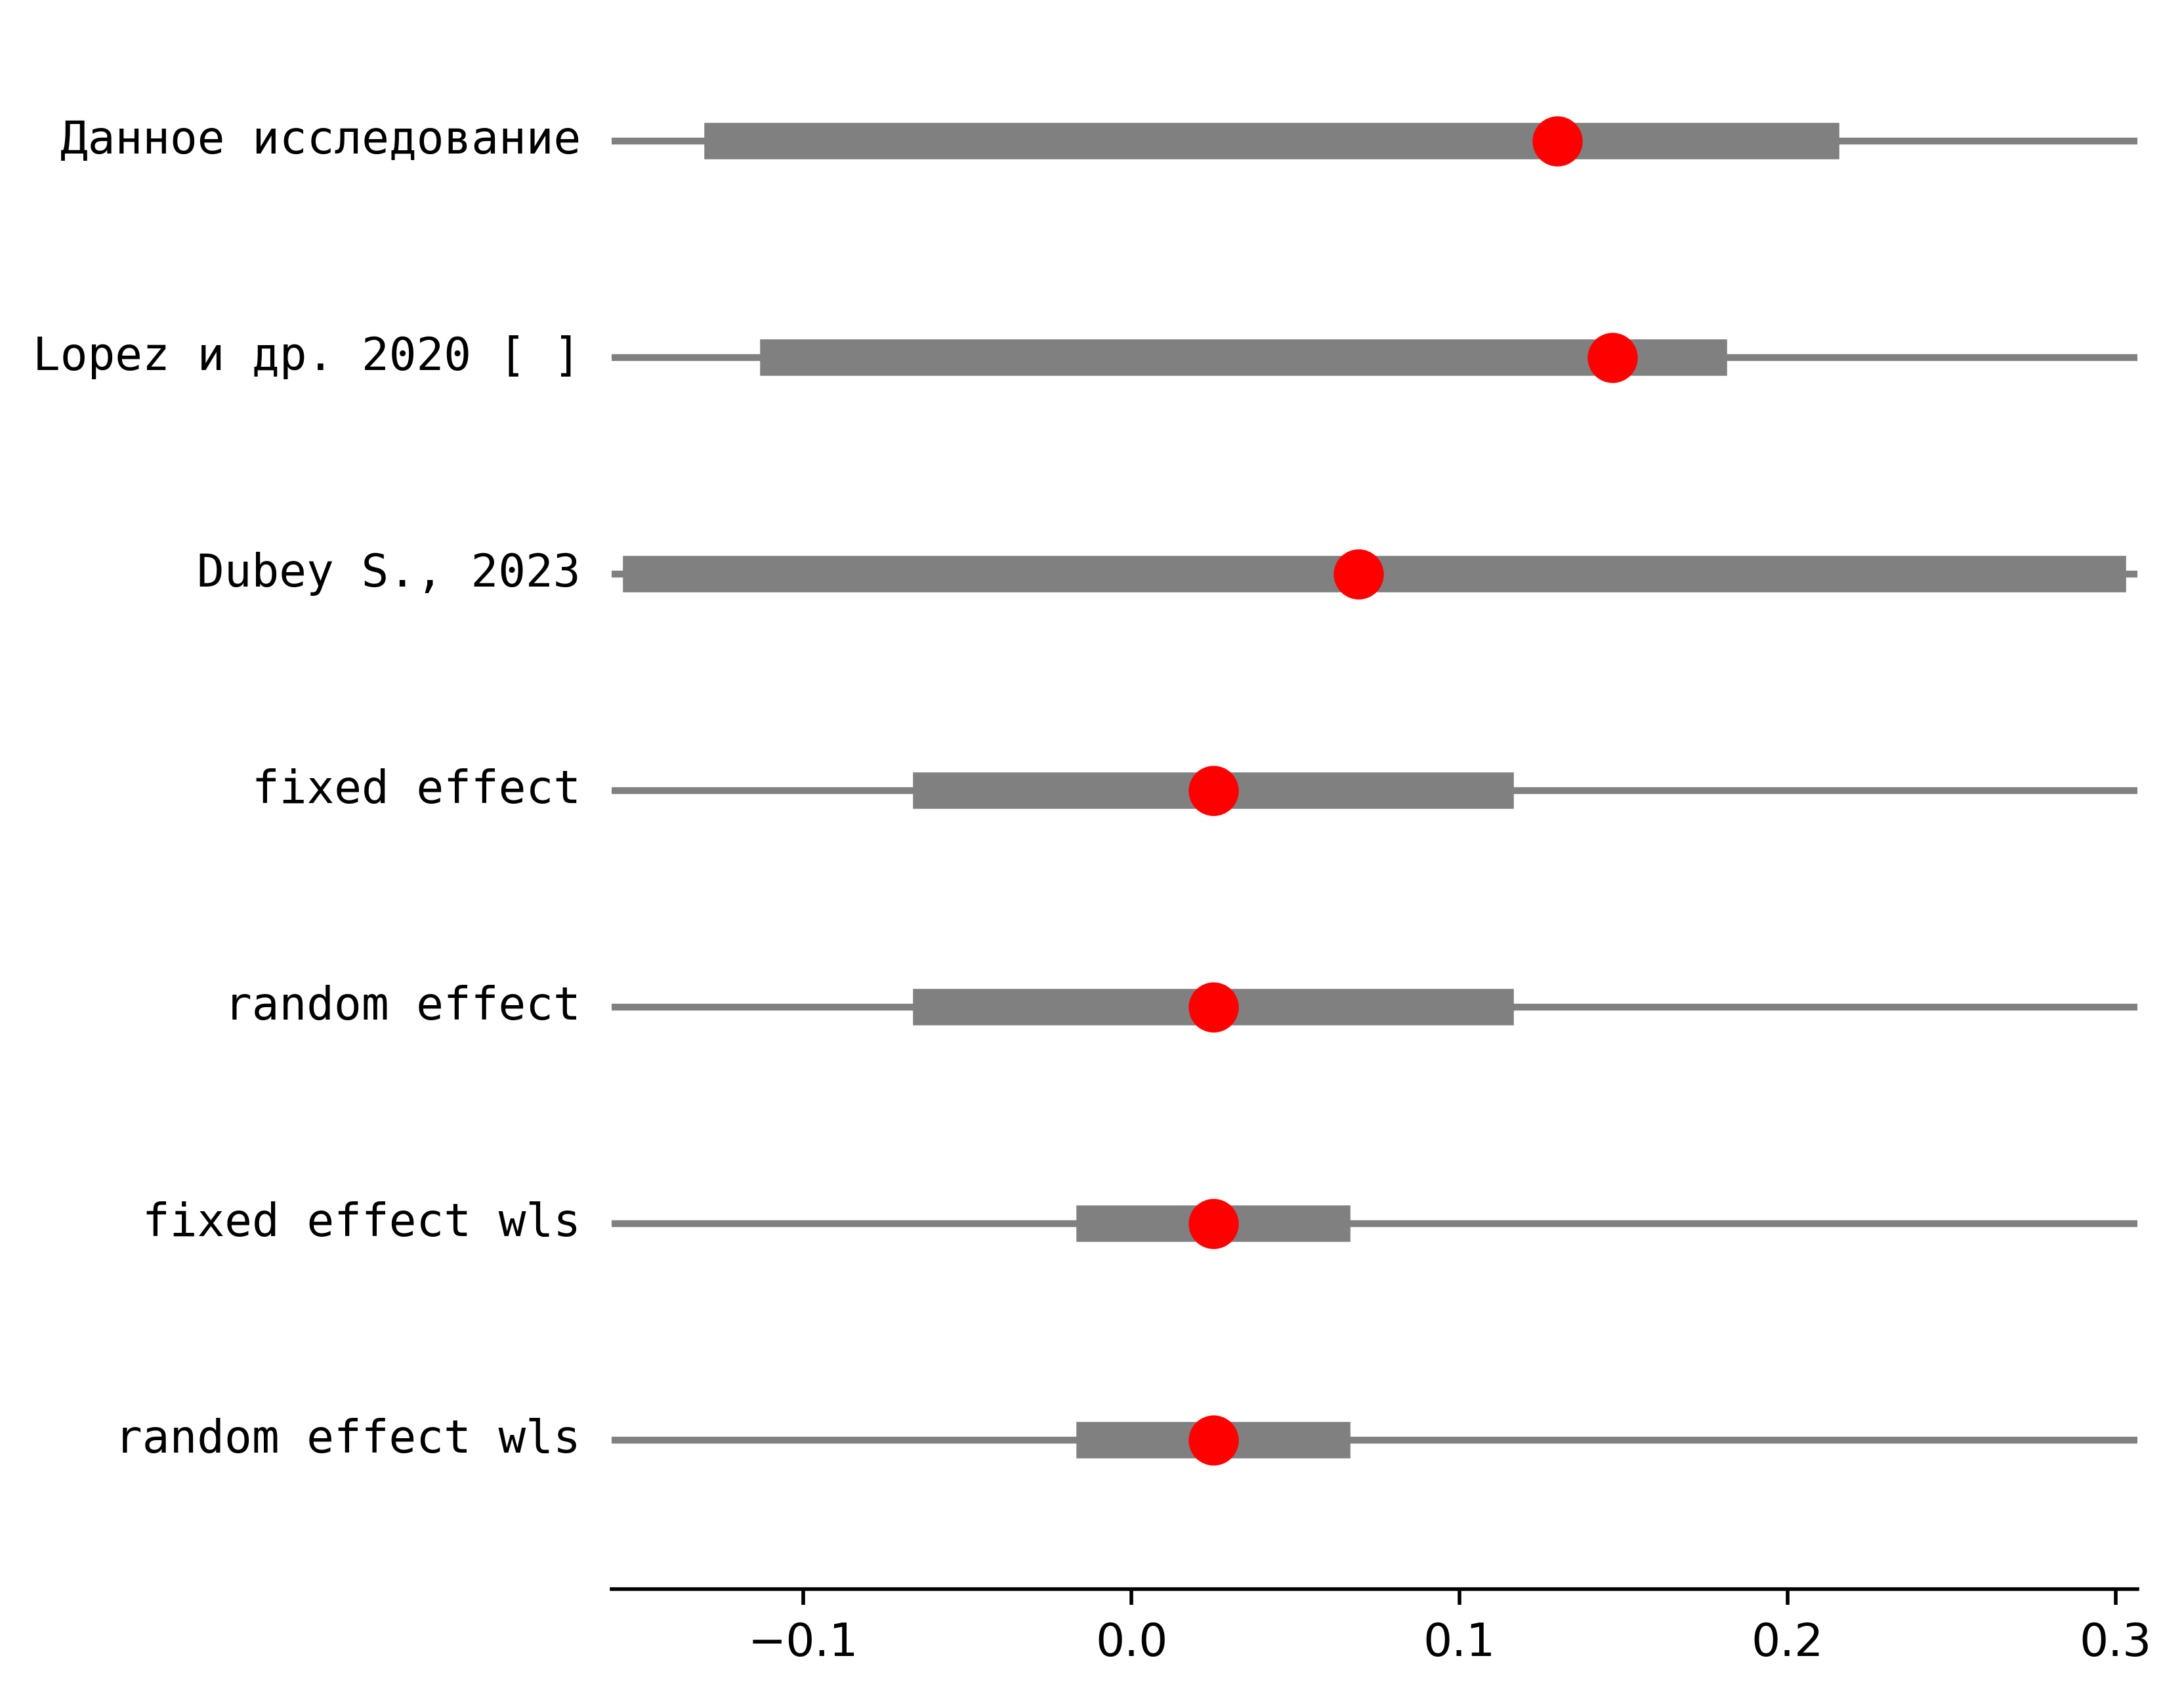 Данное исследование
Lopez и др. 2020 [ ]
Dubey S., 2023
fixed effect
random effect
fixed effect wls
random effect wls
−0.1 0.0 0.1 0.2 0.3